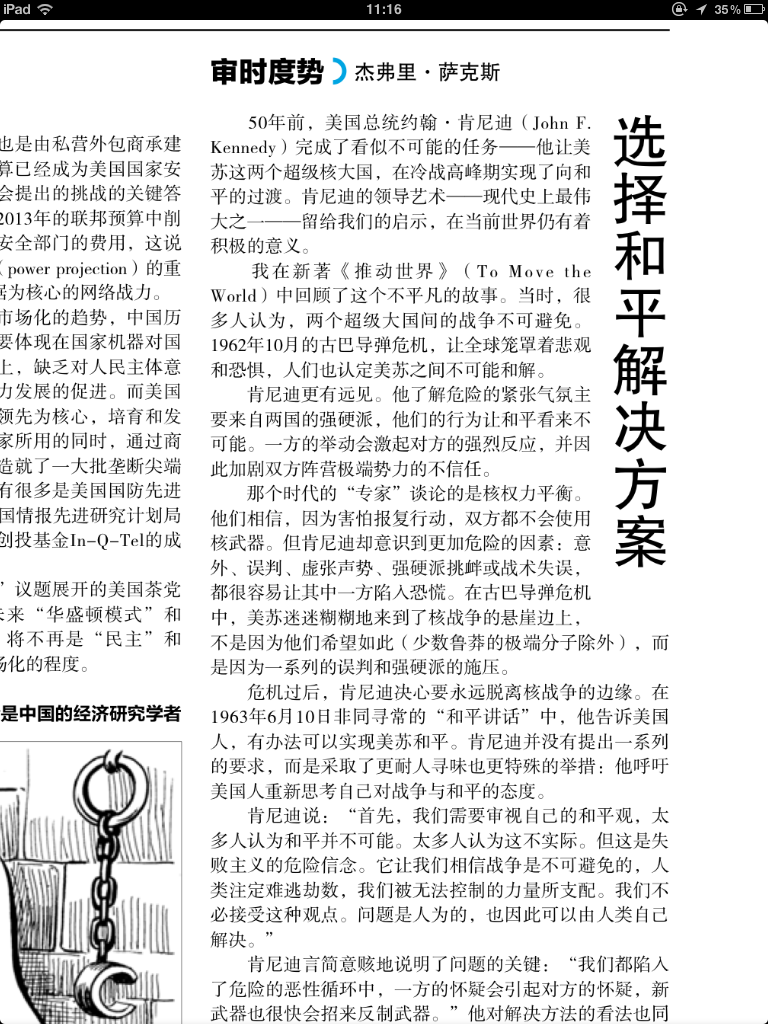 iPad
11:16
35%
审时度势 杰弗里·萨克斯
选择和平解决方案
也是由私营外包商承建
算已经成为美国国家安
会提出的挑战的关键答
2013年的联邦预算中削
安全部门的费用，这说
（power projection）的重
居为核心的网络战力。
市场化的趋势，中国历
要体现在国家机器对国
上，缺乏对人民主体意
力发展的促进。而美国
领先为核心，培育和发
家所用的同时，通过商
造就了一大批垄断尖端
有很多是美国国防先进
国情报先进研究计划局
创投基金In-Q-Tel的成
”议题展开的美国茶党
未来“华盛顿模式”和
将不再是“民主”和
场化的程度。
是中国的经济研究学者
50年前，美国总统约翰·肯尼迪（John F.
Kennedy）完成了看似不可能的任务——他让美
苏这两个超级核大国，在冷战高峰期实现了向和
平的过渡。肯尼迪的领导艺术——现代史上最伟
大之一——留给我们的启示，在当前世界仍有着
积极的意义。
我在新著《推动世界》（To Move the
World）中回顾了这个不平凡的故事。当时，很
多人认为，两个超级大国间的战争不可避免。
1962年10月的古巴导弹危机，让全球笼罩着悲观
和恐惧，人们也认定美苏之间不可能和解。
肯尼迪更有远见。他了解危险的紧张气氛主
要来自两国的强硬派，他们的行为让和平看来不
可能。一方的举动会激起对方的强烈反应，并因
此加剧双方阵营极端势力的不信任。
那个时代的“专家”谈论的是核权力平衡。
他们相信，因为害怕报复行动，双方都不会使用
核武器。但肯尼迪却意识到更加危险的因素：意
外、误判、虚张声势、强硬派挑衅或战术失误，
都很容易让其中一方陷入恐慌。在古巴导弹危机
中，美苏迷迷糊糊地来到了核战争的悬崖边上，
不是因为他们希望如此（少数鲁莽的极端分子除外），而
是因为一系列的误判和强硬派的施压。
危机过后，肯尼迪决心要永远脱离核战争的边缘。在
1963年6月10日非同寻常的“和平讲话”中，他告诉美国
人，有办法可以实现美苏和平。肯尼迪并没有提出一系列
的要求，而是采取了更耐人寻味也更特殊的举措：他呼吁
美国人重新思考自己对战争与和平的态度。
肯尼迪说：“首先，我们需要审视自己的和平观，太
多人认为和平并不可能。太多人认为这不实际。但这是失
败主义的危险信念。它让我们相信战争是不可避免的，人
类注定难逃劫数，我们被无法控制的力量所支配。我们不
必接受这种观点。问题是人为的，也因此可以由人类自己
解决。”
肯尼迪言简意赅地说明了问题的关键：“我们都陷入
了危险的恶性循环中，一方的怀疑会引起对方的怀疑，新
武器也很快会招来反制武器。”他对解决方法的看法也同